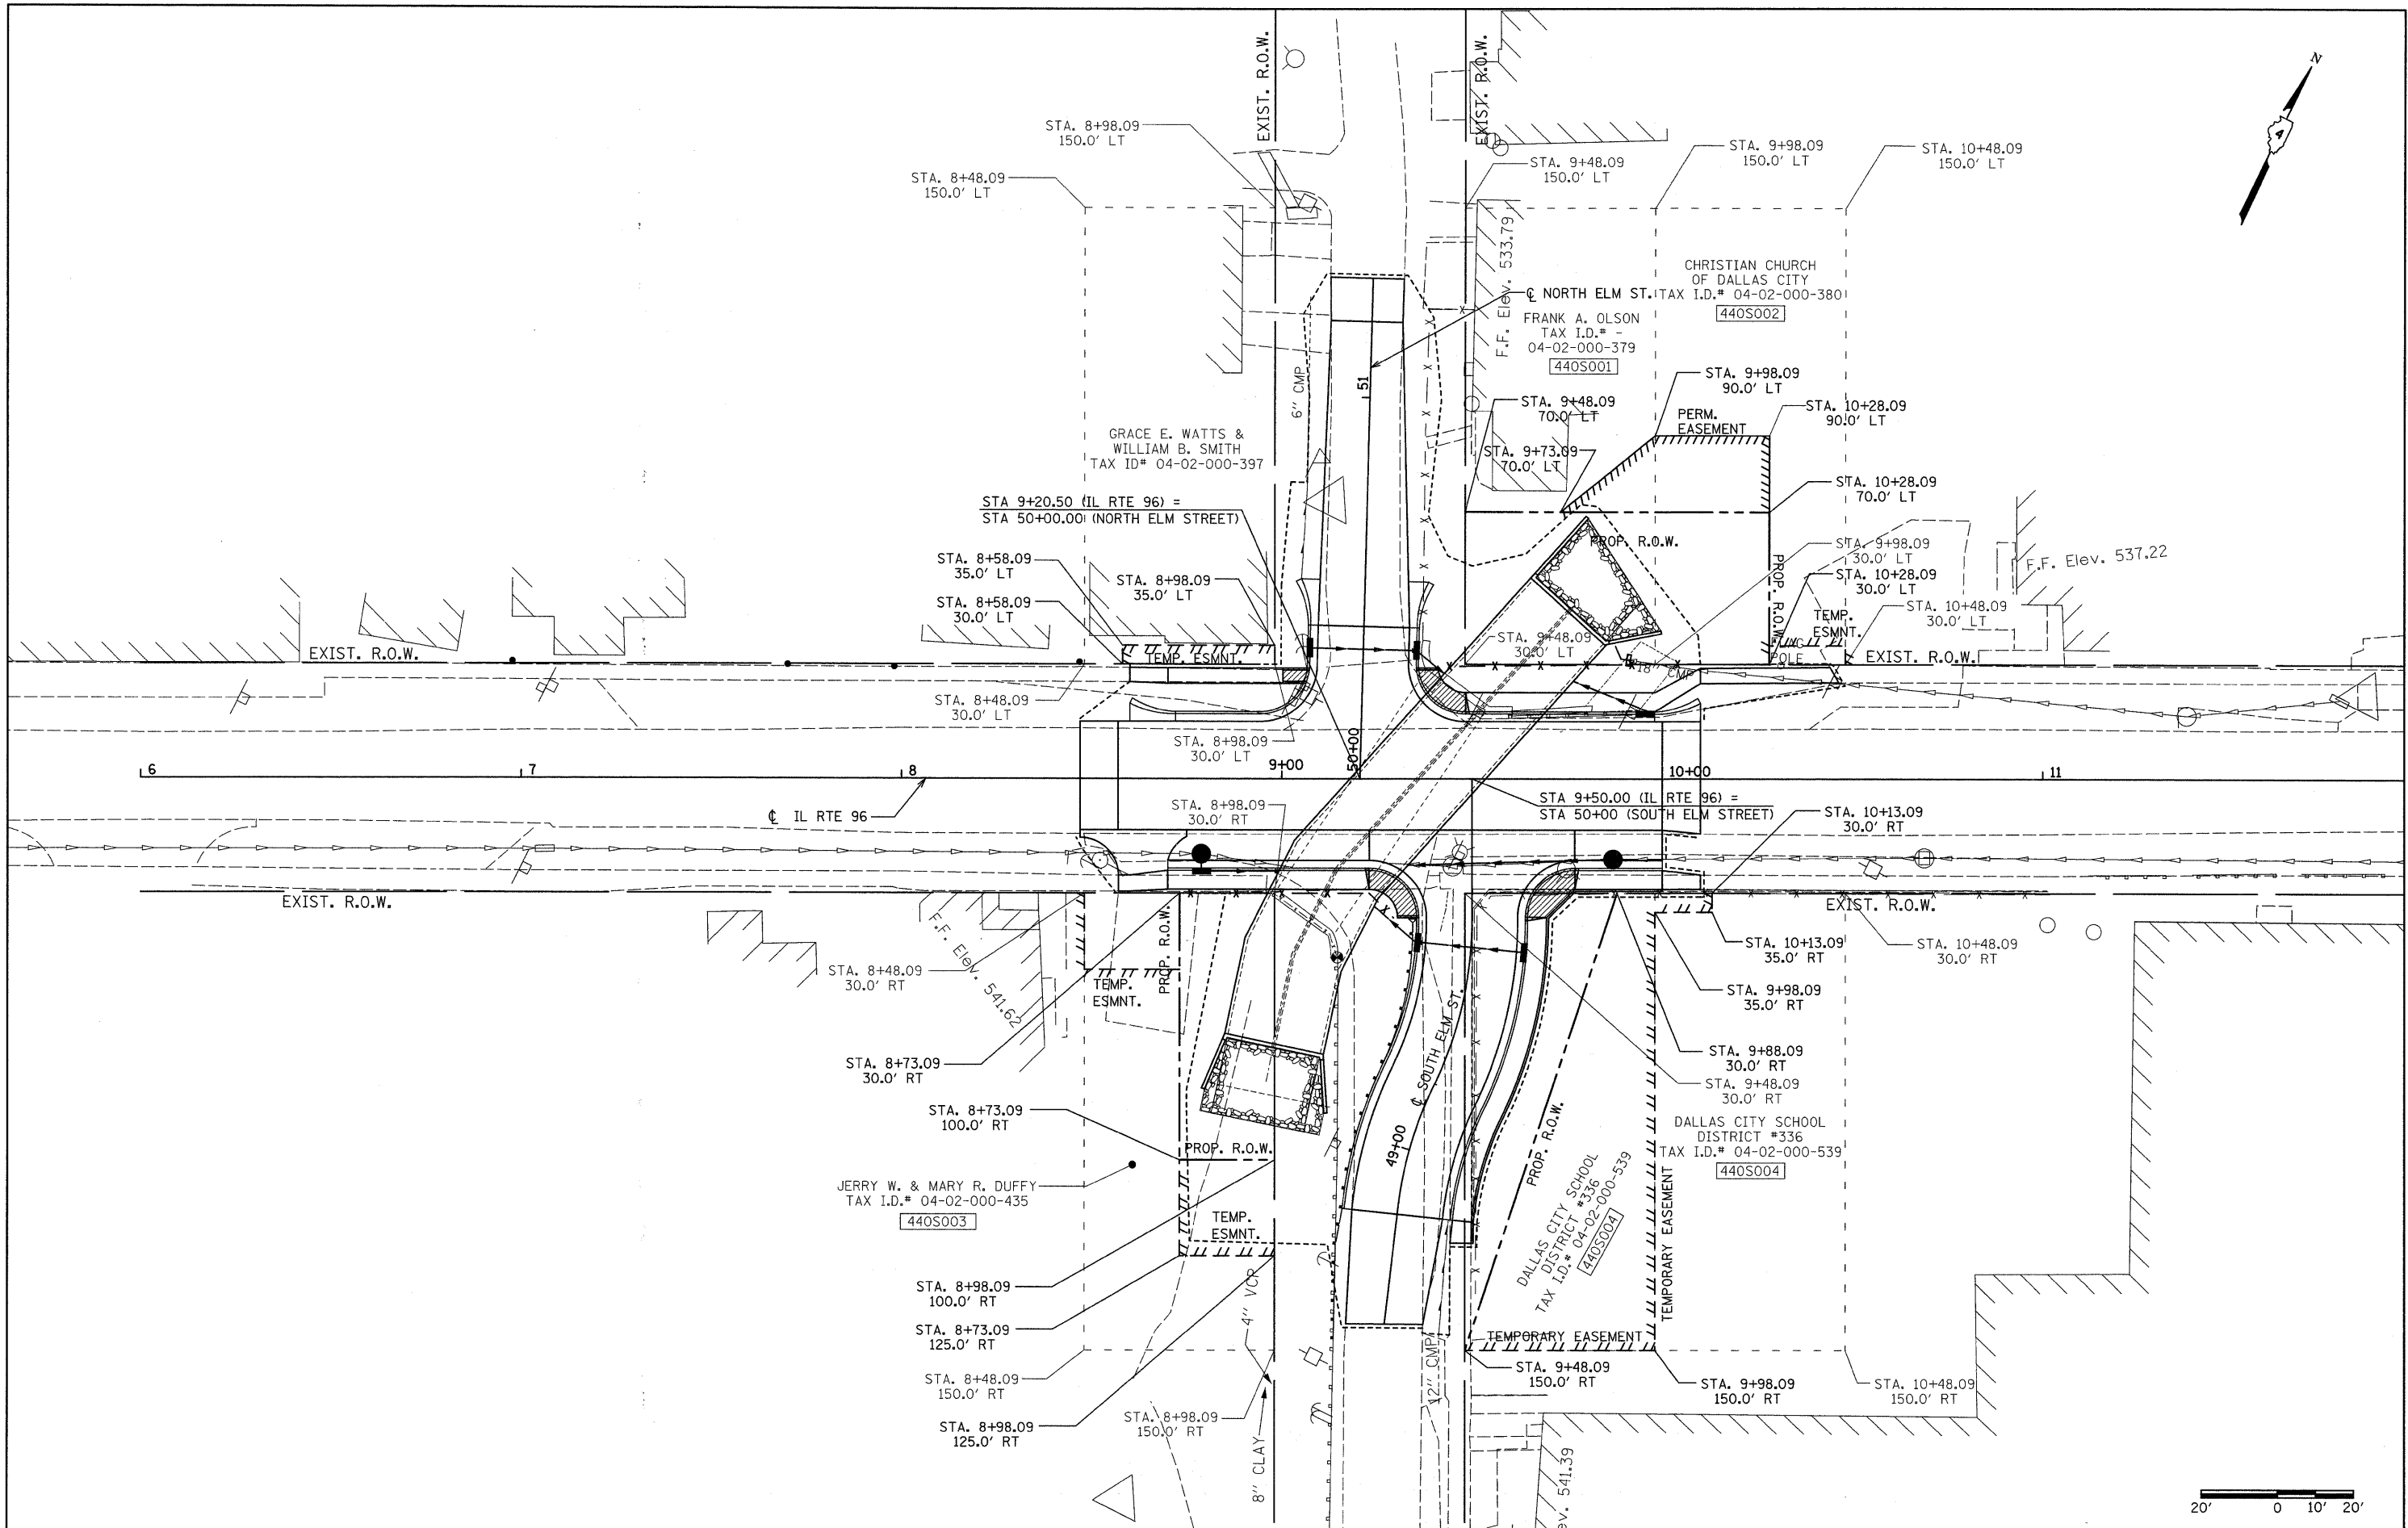 EXIST. R.O.W.
EXIST. R.O.W.
N
4
STA. 8+98.09
150.0' LT
STA. 8+48.09
150.0' LT
STA. 9+48.09
150.0' LT
STA. 9+98.09
150.0' LT
STA. 10+48.09
150.0' LT
F.F. Elev. 533.79
CHRISTIAN CHURCH
OF DALLAS CITY
TAX I.D.# 04-02-000-380
440S002
℄ NORTH ELM ST.
FRANK A. OLSON
TAX I.D.# -
04-02-000-379
440S001
6'' CMP
51
STA. 9+98.09
90.0' LT
STA. 9+48.09
70.0' LT
PERM.
EASEMENT
STA. 10+28.09
90.0' LT
GRACE E. WATTS &
WILLIAM B. SMITH
TAX ID# 04-02-000-397
STA. 9+73.09
70.0' LT
STA. 10+28.09
70.0' LT
STA 9+20.50 (IL RTE 96) =
STA 50+00.00 (NORTH ELM STREET)
PROP. R.O.W.
PROP. R.O.W.
STA. 9+98.09
30.0' LT
F.F. Elev. 537.22
STA. 8+58.09
35.0' LT
STA. 8+98.09
35.0' LT
STA. 10+28.09
30.0' LT
STA. 8+58.09
30.0' LT
STA. 10+48.09
30.0' LT
TEMP.
ESMNT.
STA. 9+48.09
30.0' LT
EXIST. R.O.W.
TEMP. ESMNT.
18'' CMP
POLE
EXIST. R.O.W.
STA. 8+48.09
30.0' LT
STA. 8+98.09
30.0' LT
6
7
8
9+00
50+00
10+00
11
℄ IL RTE 96
STA. 8+98.09
30.0' RT
STA 9+50.00 (IL RTE 96) =
STA 50+00 (SOUTH ELM STREET)
STA. 10+13.09
30.0' RT
EXIST. R.O.W.
EXIST. R.O.W.
F.F. Elev. 541.62
STA. 8+48.09
30.0' RT
TEMP.
ESMNT.
PROP. R.O.W.
STA. 10+13.09
35.0' RT
STA. 10+48.09
30.0' RT
STA. 9+98.09
35.0' RT
STA. 8+73.09
30.0' RT
STA. 9+88.09
30.0' RT
STA. 9+48.09
30.0' RT
℄ SOUTH ELM ST.
49+00
STA. 8+73.09
100.0' RT
PROP. R.O.W.
PROP. R.O.W.
DALLAS CITY SCHOOL
DISTRICT #336
TAX I.D.# 04-02-000-539
440S004
JERRY W. & MARY R. DUFFY
TAX I.D.# 04-02-000-435
440S003
DALLAS CITY SCHOOL
DISTRICT #336
TAX I.D.# 04-02-000-539
440S004
TEMPORARY EASEMENT
TEMP.
ESMNT.
STA. 8+98.09
100.0' RT
STA. 8+73.09
125.0' RT
4'' VCP
TEMPORARY EASEMENT
STA. 8+48.09
150.0' RT
12'' CMP
STA. 9+48.09
150.0' RT
STA. 9+98.09
150.0' RT
STA. 10+48.09
150.0' RT
STA. 8+98.09
125.0' RT
STA. 8+98.09
150.0' RT
8'' CLAY
ev. 541.39
20' 0 10' 20'